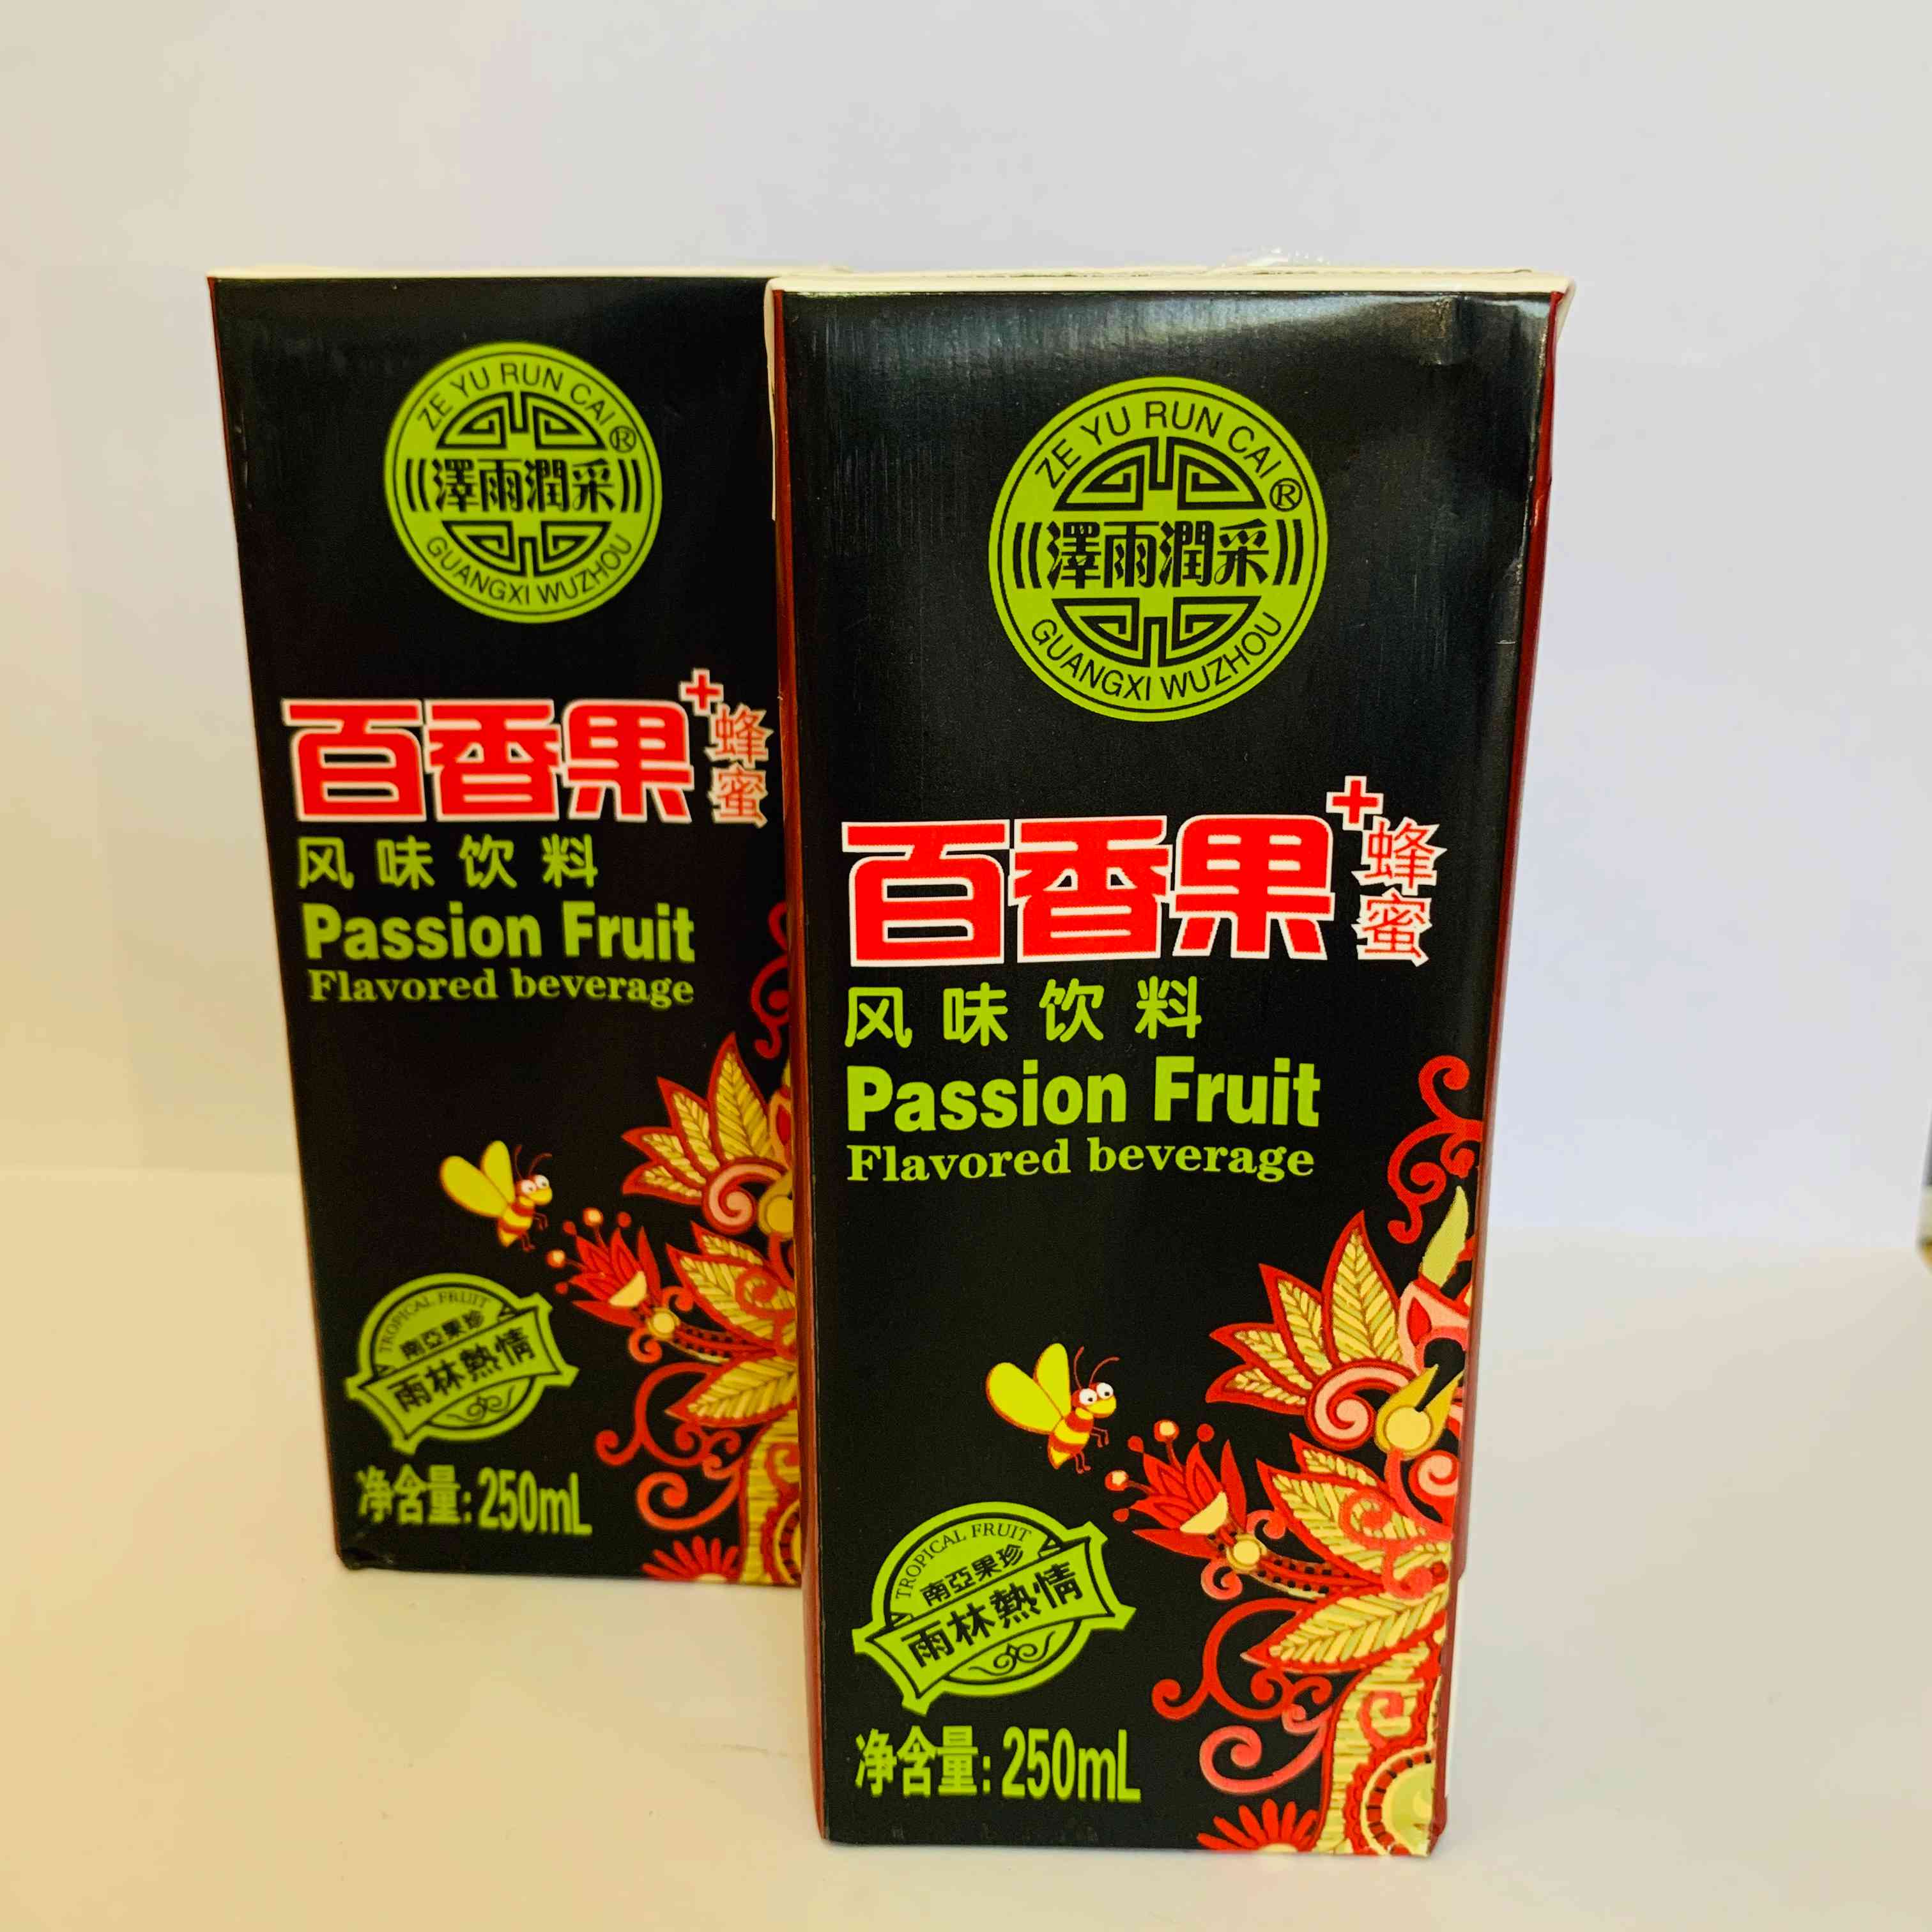 ZE YU RUN CAI
®
澤雨潤采
GUANGXI WUZHOU
百香果+蜂蜜
风味饮料
Passion Fruit
Flavored beverage
TROPICAL FRUIT
南亞果珍
雨林熱情
净含量:250mL
ZE YU RUN CAI
®
澤雨潤采
GUANGXI WUZHOU
百香果+蜂蜜
风味饮料
Passion Fruit
Flavored beverage
TROPICAL FRUIT
南亞果珍
雨林熱情
净含量:250mL